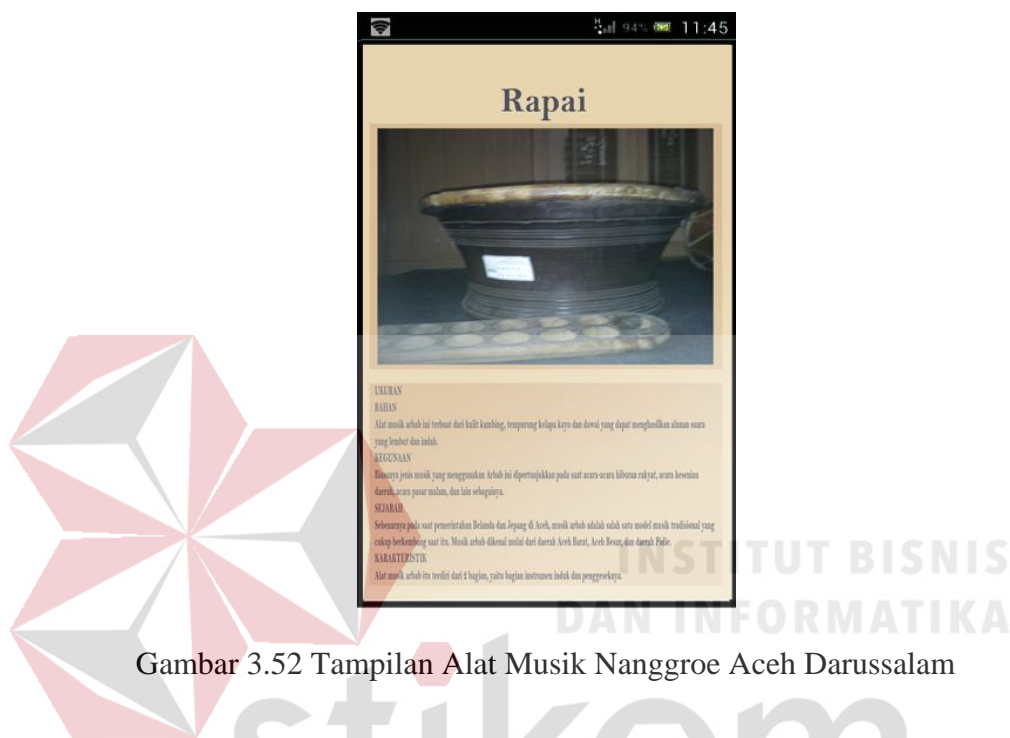 H 94% 11:45
Rapai
UKURAN
BAHAN
Alat musik arbab ini terbuat dari kulit kambing, tempurung kelapa kayu dan dawai yang dapat menghasilkan alunan suara
yang lembut dan indah.
KEGUNAAN
Biasanya jenis musik yang menggunakan Arbab ini dipertunjukkan pada saat acara-acara hiburan rakyat, acara kesenian
daerah, acara pasar malam, dan lain sebagainya.
SEJARAH
Sebenarnya pada saat pemerintahan Belanda dan Jepang di Aceh, musik arbab adalah salah satu model musik tradisional yang
cukup berkembang saat itu. Musik arbab dikenal mulai dari daerah Aceh Barat, Aceh Besar, dan daerah Pidie.
KARAKTERISTIK
Alat musik arbab itu terdiri dari 2 bagian, yaitu bagian instrumen induk dan penggeseknya.
INSTITUT BISNIS
DAN INFORMATIKA
Gambar 3.52 Tampilan Alat Musik Nanggroe Aceh Darussalam
stikom